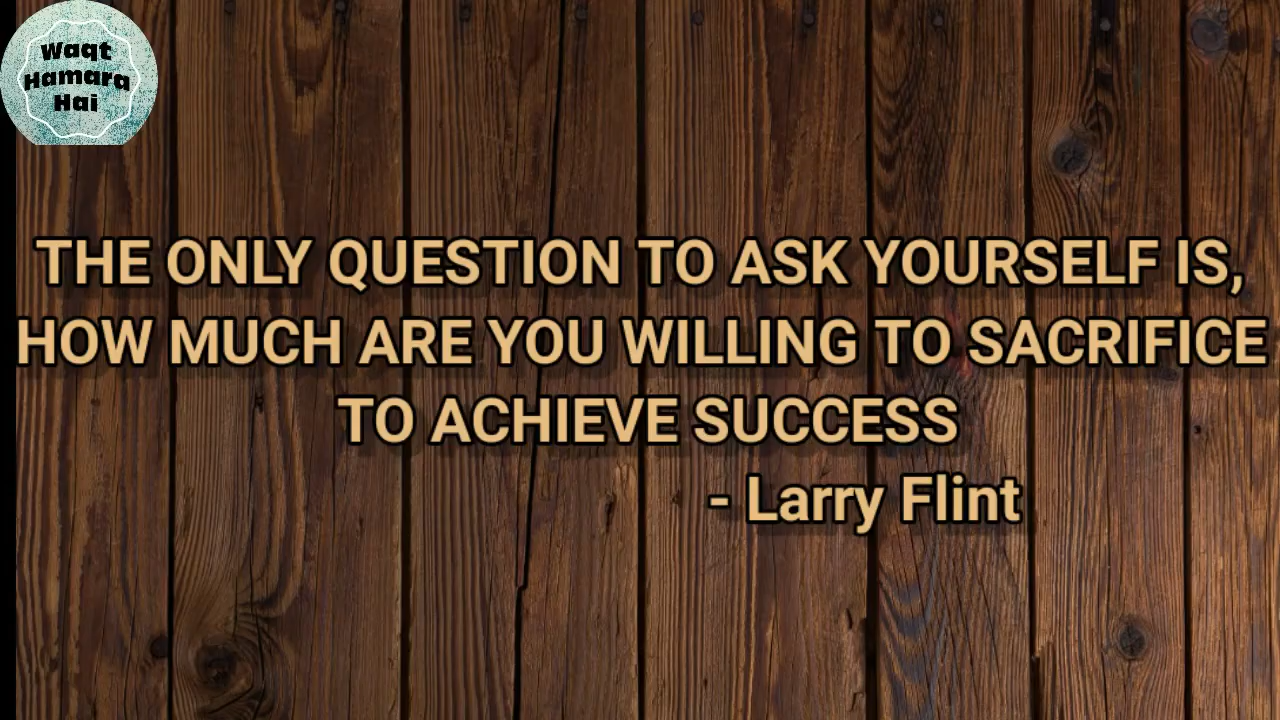 Waqt
Hamara
Hai
THE ONLY QUESTION TO ASK YOURSELF IS,
HOW MUCH ARE YOU WILLING TO SACRIFICE
TO ACHIEVE SUCCESS
- Larry Flint